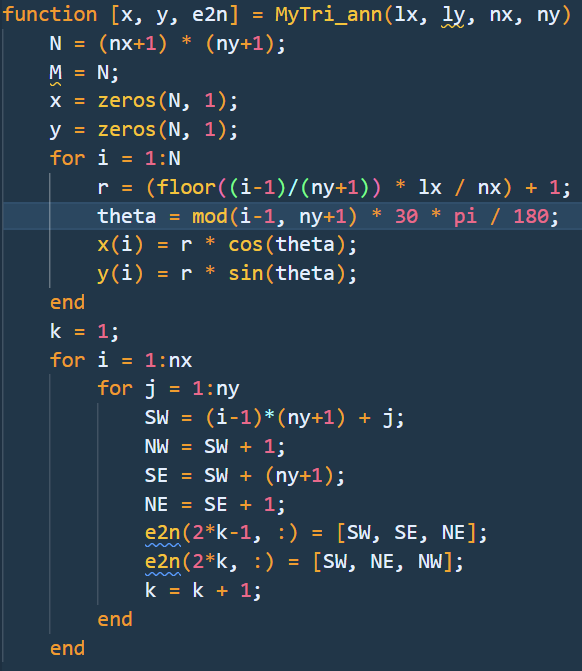 function [x, y, e2n] = MyTri_ann(lx, ly, nx, ny)
    N = (nx+1) * (ny+1);
    M = N;
    x = zeros(N, 1);
    y = zeros(N, 1);
    for i = 1:N
        r = (floor((i-1)/(ny+1)) * lx / nx) + 1;
        theta = mod(i-1, ny+1) * 30 * pi / 180;
        x(i) = r * cos(theta);
        y(i) = r * sin(theta);
    end
    k = 1;
    for i = 1:nx
        for j = 1:ny
            SW = (i-1)*(ny+1) + j;
            NW = SW + 1;
            SE = SW + (ny+1);
            NE = SE + 1;
            e2n(2*k-1, :) = [SW, SE, NE];
            e2n(2*k, :) = [SW, NE, NW];
            k = k + 1;
        end
    end